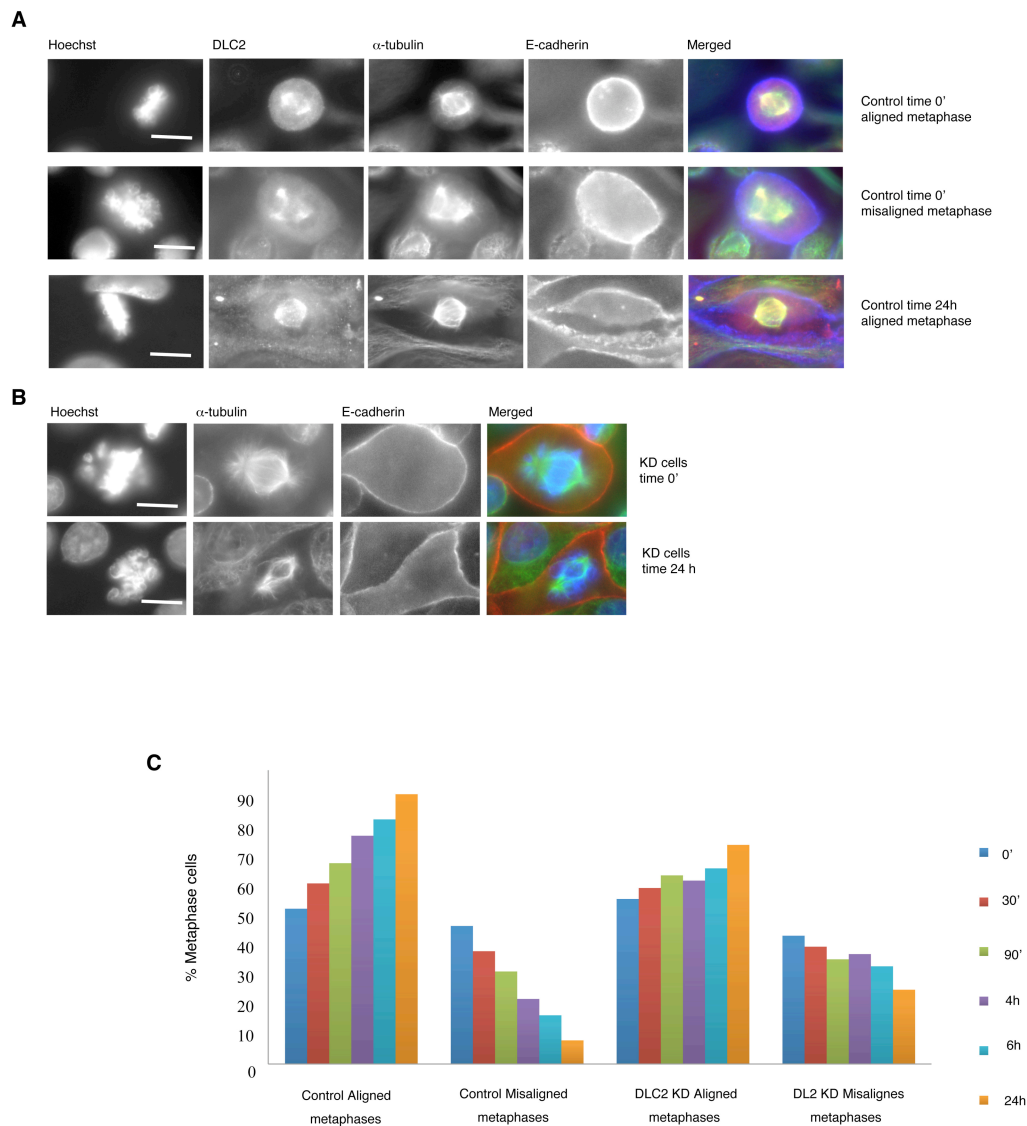 A
Hoechst
DLC2
α-tubulin
E-cadherin
Merged
Control time 0'
aligned metaphase
Control time 0'
misaligned metaphase
Control time 24h
aligned metaphase
B
Hoechst
α-tubulin
E-cadherin
Merged
KD cells
time 0'
KD cells
time 24 h
C
% Metaphase cells
90
80
70
60
50
40
30
20
10
0
Control Aligned
metaphases
Control Misaligned
metaphases
DLC2 KD Aligned
metaphases
DL2 KD Misalignes
metaphases
0'
30'
90'
4h
6h
24h